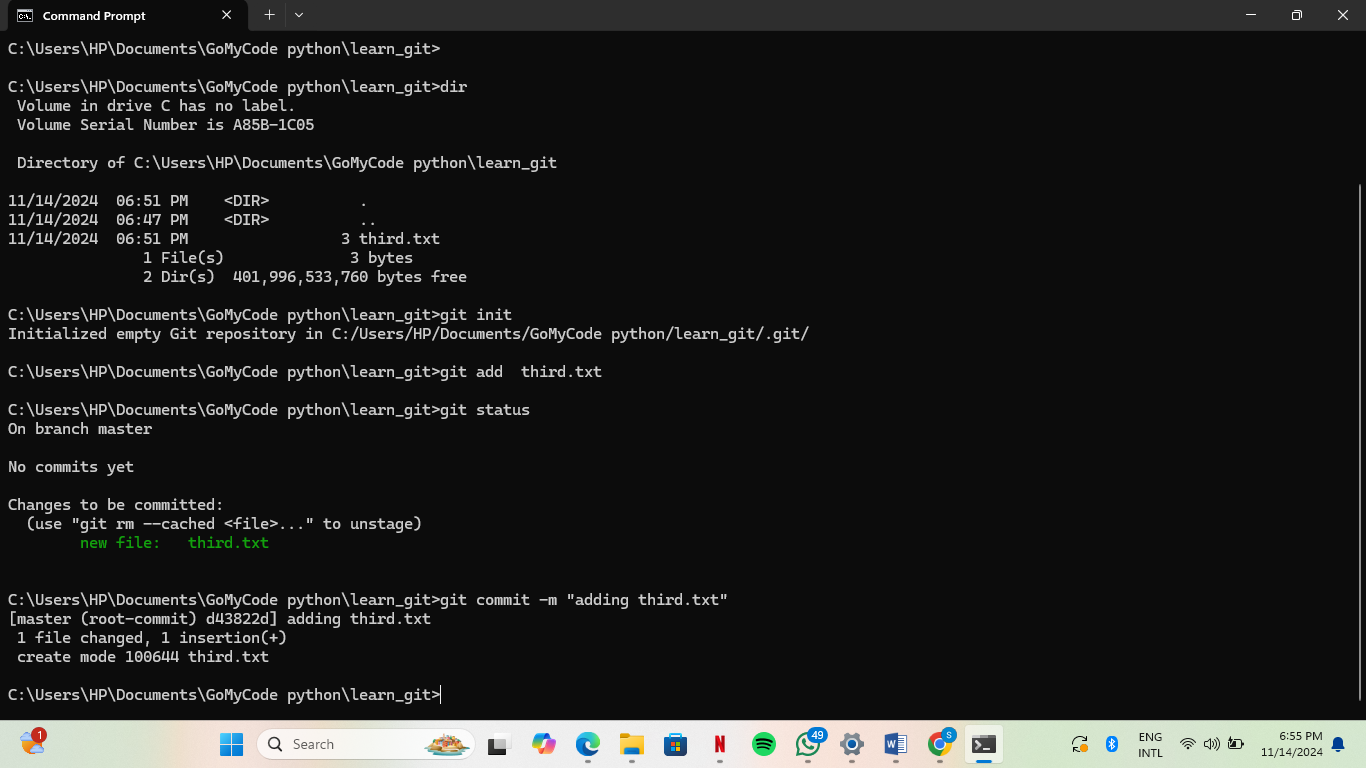 Command Prompt
C:\Users\HP\Documents\GoMyCode python\learn_git>
C:\Users\HP\Documents\GoMyCode python\learn_git>dir
 Volume in drive C has no label.
 Volume Serial Number is A85B-1C05
 Directory of C:\Users\HP\Documents\GoMyCode python\learn_git
11/14/2024  06:51 PM    <DIR>          .
11/14/2024  06:47 PM    <DIR>          ..
11/14/2024  06:51 PM                 3 third.txt
               1 File(s)              3 bytes
               2 Dir(s)  401,996,533,760 bytes free
C:\Users\HP\Documents\GoMyCode python\learn_git>git init
Initialized empty Git repository in C:/Users/HP/Documents/GoMyCode python/learn_git/.git/
C:\Users\HP\Documents\GoMyCode python\learn_git>git add  third.txt
C:\Users\HP\Documents\GoMyCode python\learn_git>git status
On branch master
No commits yet
Changes to be committed:
  (use "git rm --cached <file>..." to unstage)
        new file:   third.txt
C:\Users\HP\Documents\GoMyCode python\learn_git>git commit -m "adding third.txt"
[master (root-commit) d43822d] adding third.txt
 1 file changed, 1 insertion(+)
 create mode 100644 third.txt
C:\Users\HP\Documents\GoMyCode python\learn_git>
1
Search
49
S
ENG
INTL
6:55 PM
11/14/2024